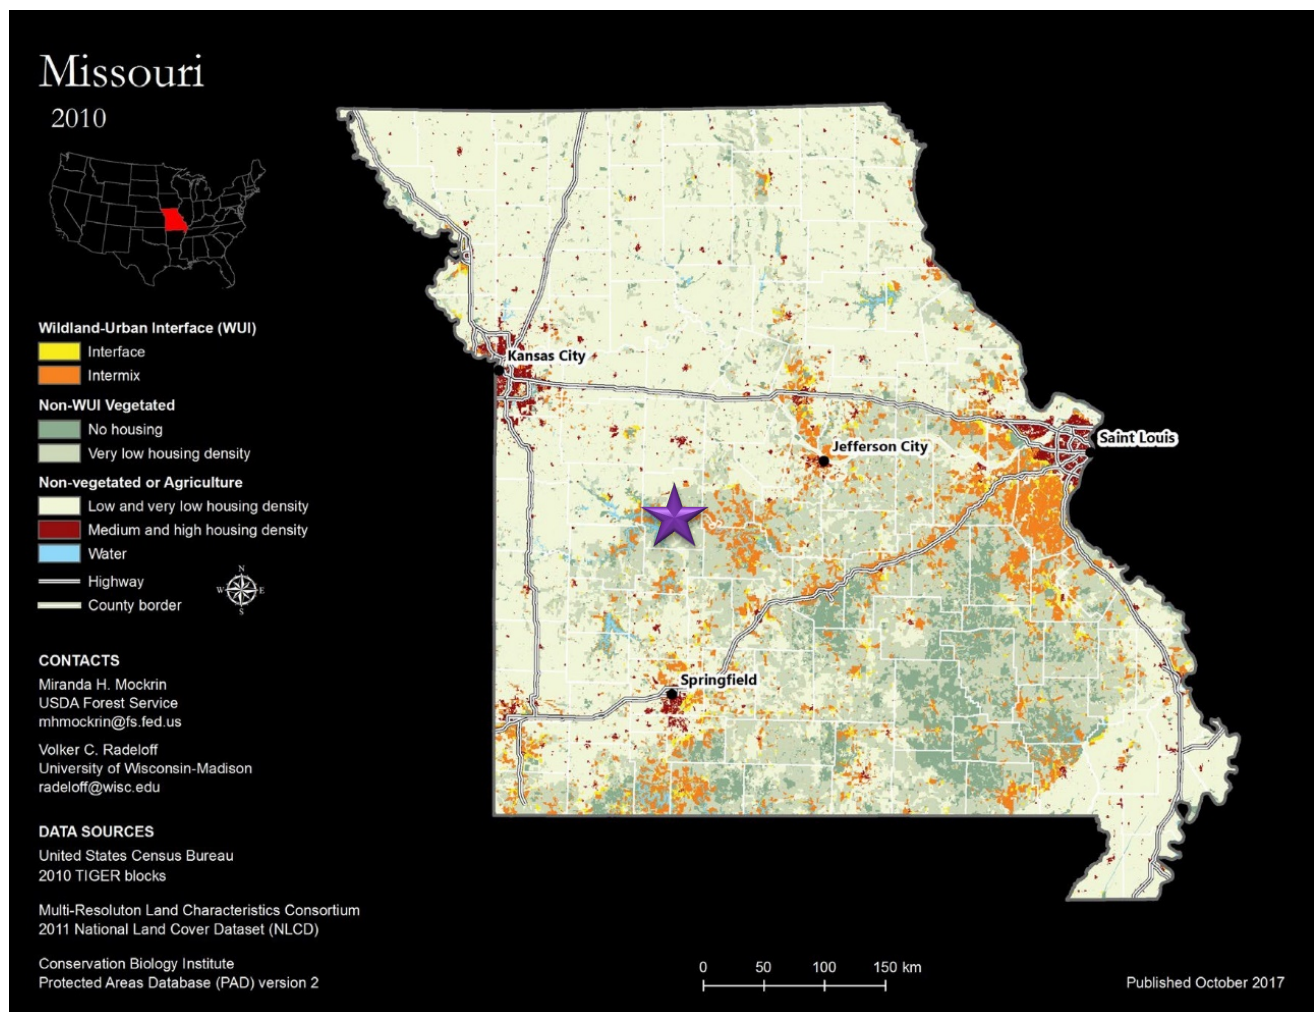 Missouri
2010
Wildland-Urban Interface (WUI)
Interface
Intermix
Non-WUI Vegetated
No housing
Very low housing density
Non-vegetated or Agriculture
Low and very low housing density
Medium and high housing density
Water
Highway
County border
N
W E
S
CONTACTS
Miranda H. Mockrin
USDA Forest Service
mhmockrin@fs.fed.us
Volker C. Radeloff
University of Wisconsin-Madison
radeloff@wisc.edu
DATA SOURCES
United States Census Bureau
2010 TIGER blocks
Multi-Resoluton Land Characteristics Consortium
2011 National Land Cover Dataset (NLCD)
Conservation Biology Institute
Protected Areas Database (PAD) version 2
Kansas City
Saint Louis
Jefferson City
Springfield
0 50 100 150 km
Published October 2017